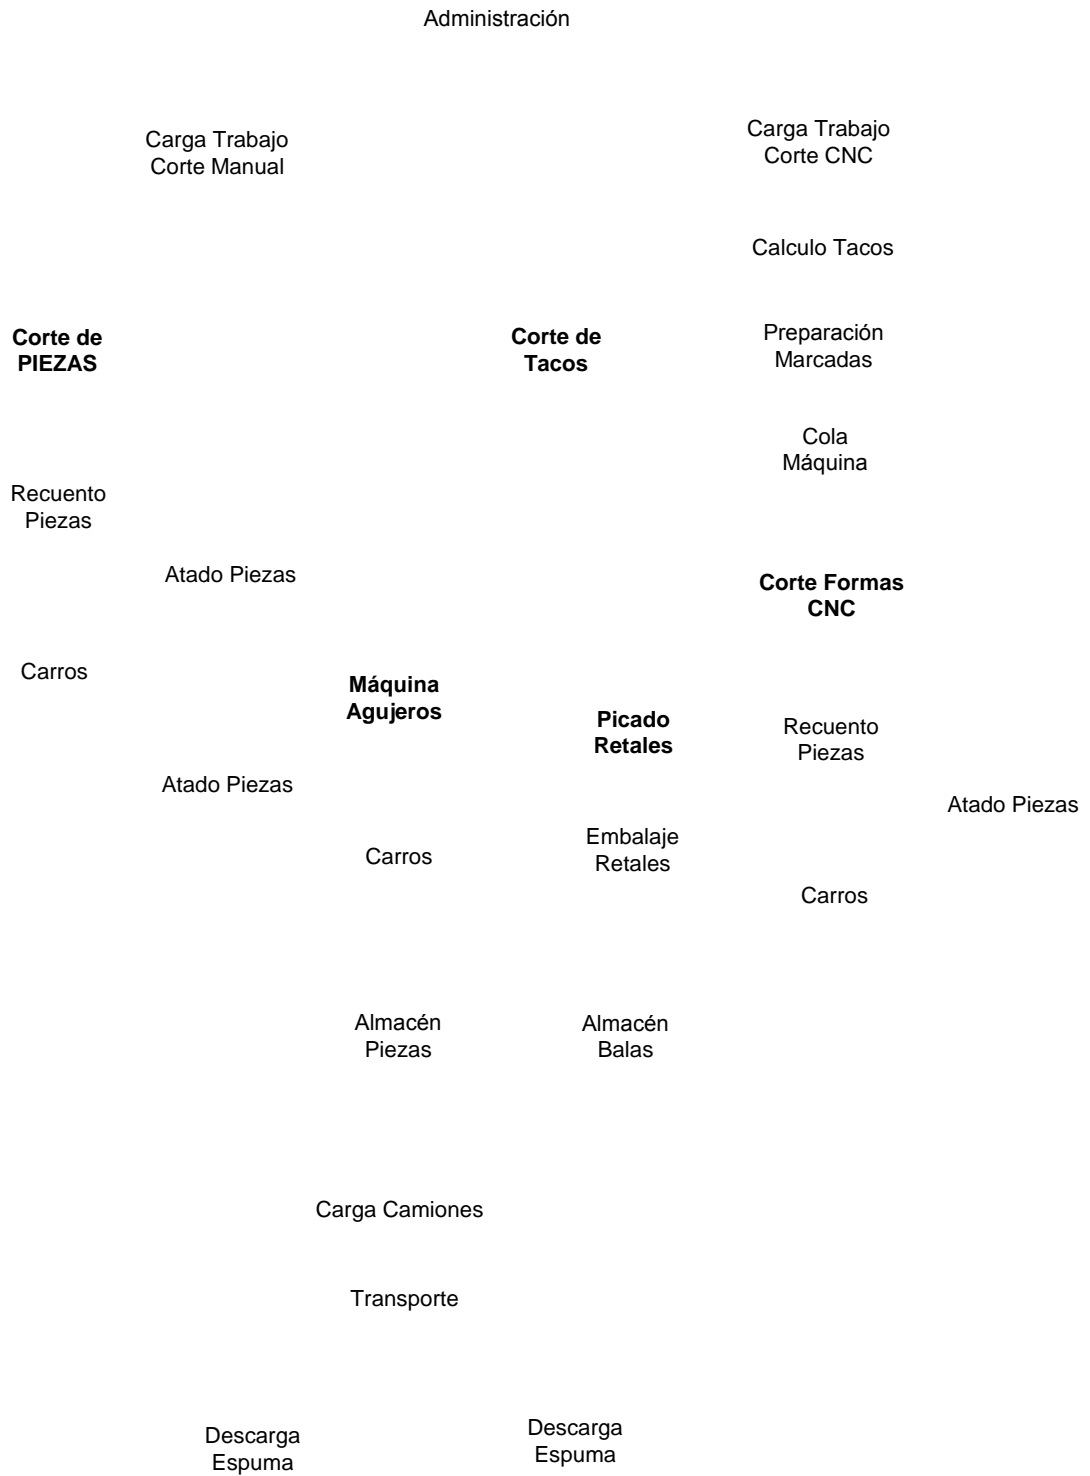 Administración
Carga Trabajo
Corte Manual
Carga Trabajo
Corte CNC
Calculo Tacos
Corte de
PIEZAS
Corte de
Tacos
Preparación
Marcadas
Cola
Máquina
Recuento
Piezas
Atado Piezas
Corte Formas
CNC
Carros
Máquina
Agujeros
Picado
Retales
Recuento
Piezas
Atado Piezas
Atado Piezas
Carros
Embalaje
Retales
Carros
Almacén
Piezas
Almacén
Balas
Carga Camiones
Transporte
Descarga
Espuma
Descarga
Espuma